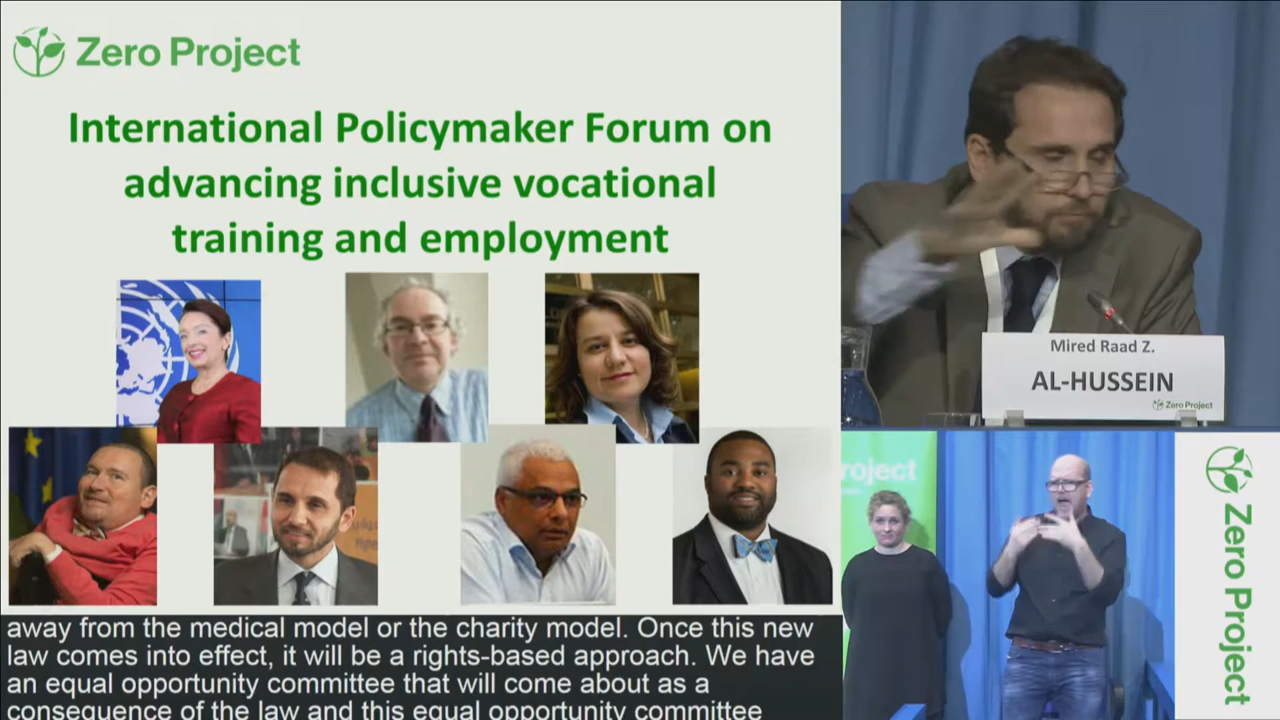 Zero Project
International Policymaker Forum on
advancing inclusive vocational
training and employment
away from the medical model or the charity model. Once this new
law comes into effect, it will be a rights-based approach. We have
an equal opportunity committee that will come about as a
consequence of the law and this equal opportunity committee
Mired Raad Z.
AL-HUSSEIN
Zero Project
roject
Zero Project